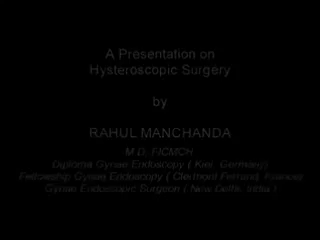 A Presentation on
Hysteroscopic Surgery
by
RAHUL MANCHANDA
M.D, FICMCH
Diploma Gynae Endoscopy ( Kiel, Germany)
Fellowship Gynae Endoscopy ( Clermont Ferrand, France)
Gynae Endoscopic Surgeon ( New Delhi, India )